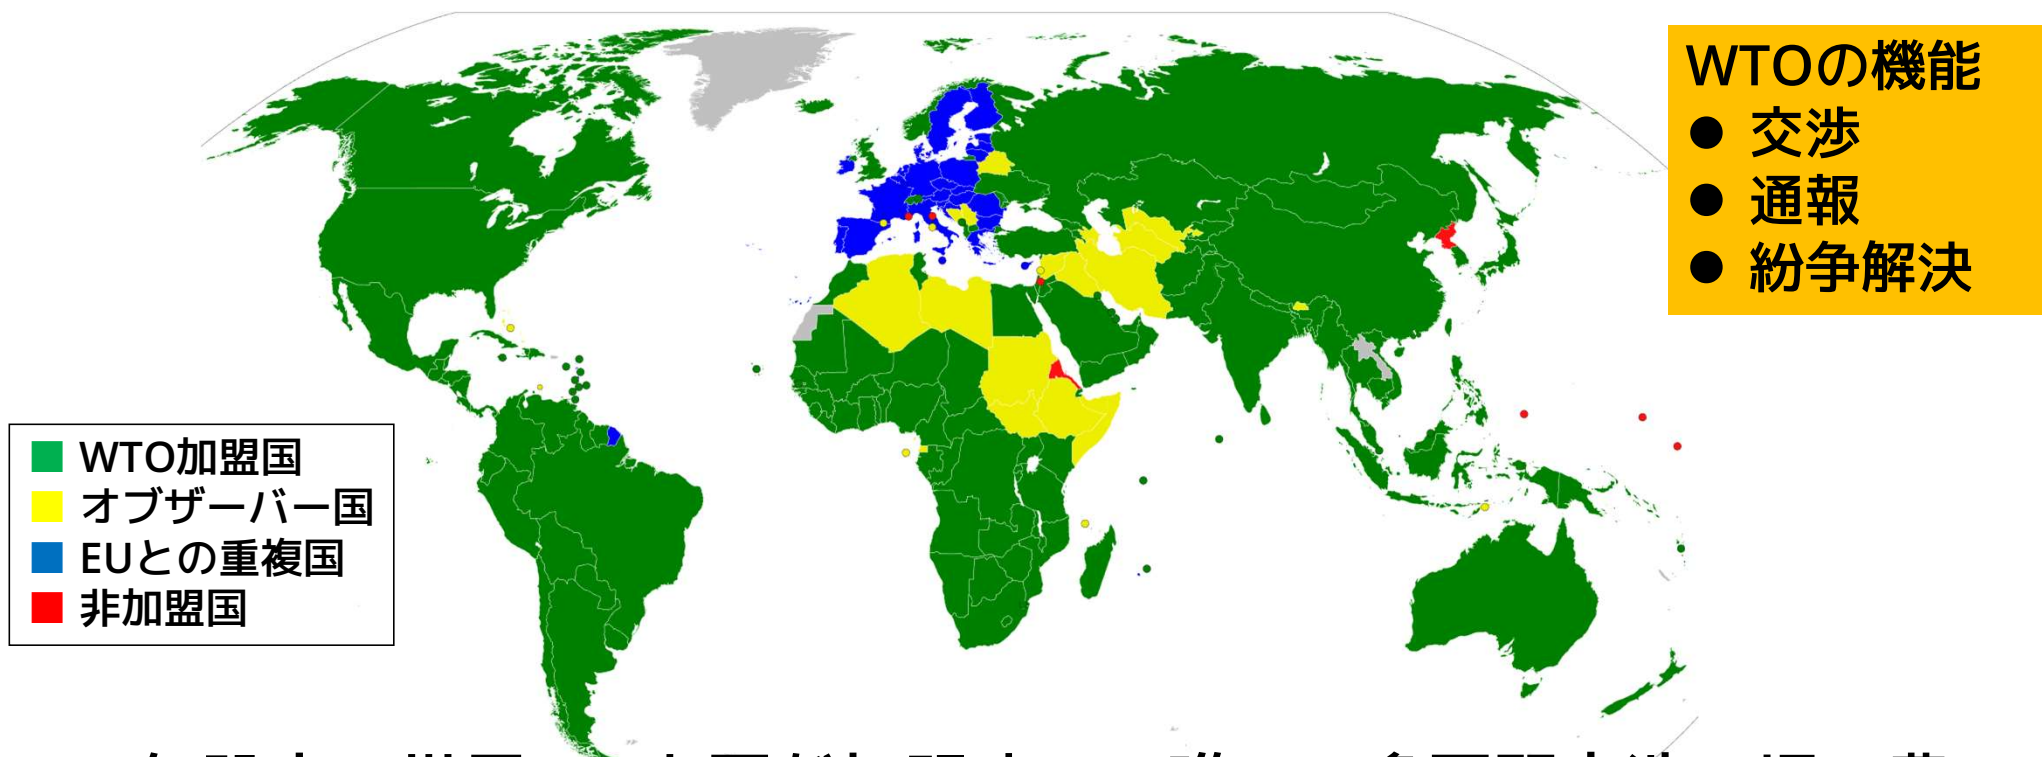 WTOの機能
● 交渉
● 通報
● 紛争解決
WTO加盟国
オブザーバー国
EUとの重複国
非加盟国